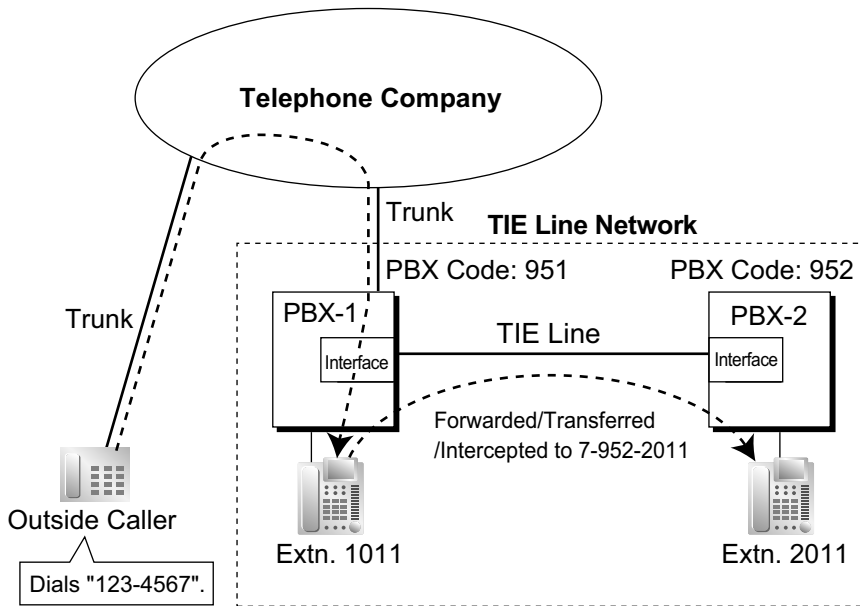 Telephone Company
Trunk
TIE Line Network
PBX Code: 951
PBX Code: 952
Trunk
PBX-1
PBX-2
TIE Line
Interface
Interface
Forwarded/Transferred
/Intercepted to 7-952-2011
Outside Caller
Extn. 1011
Extn. 2011
Dials "123-4567".